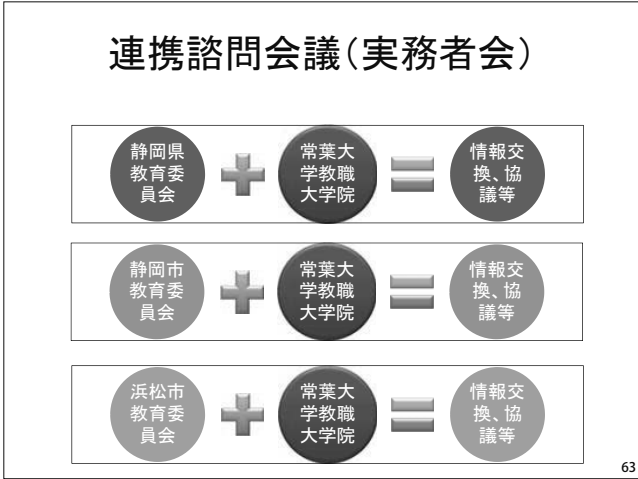 連携諮問会議（実務者会）
静岡県
教育委
員会
常葉大
学教職
大学院
情報交
換、協
議等
静岡市
教育委
員会
常葉大
学教職
大学院
情報交
換、協
議等
浜松市
教育委
員会
常葉大
学教職
大学院
情報交
換、協
議等
63